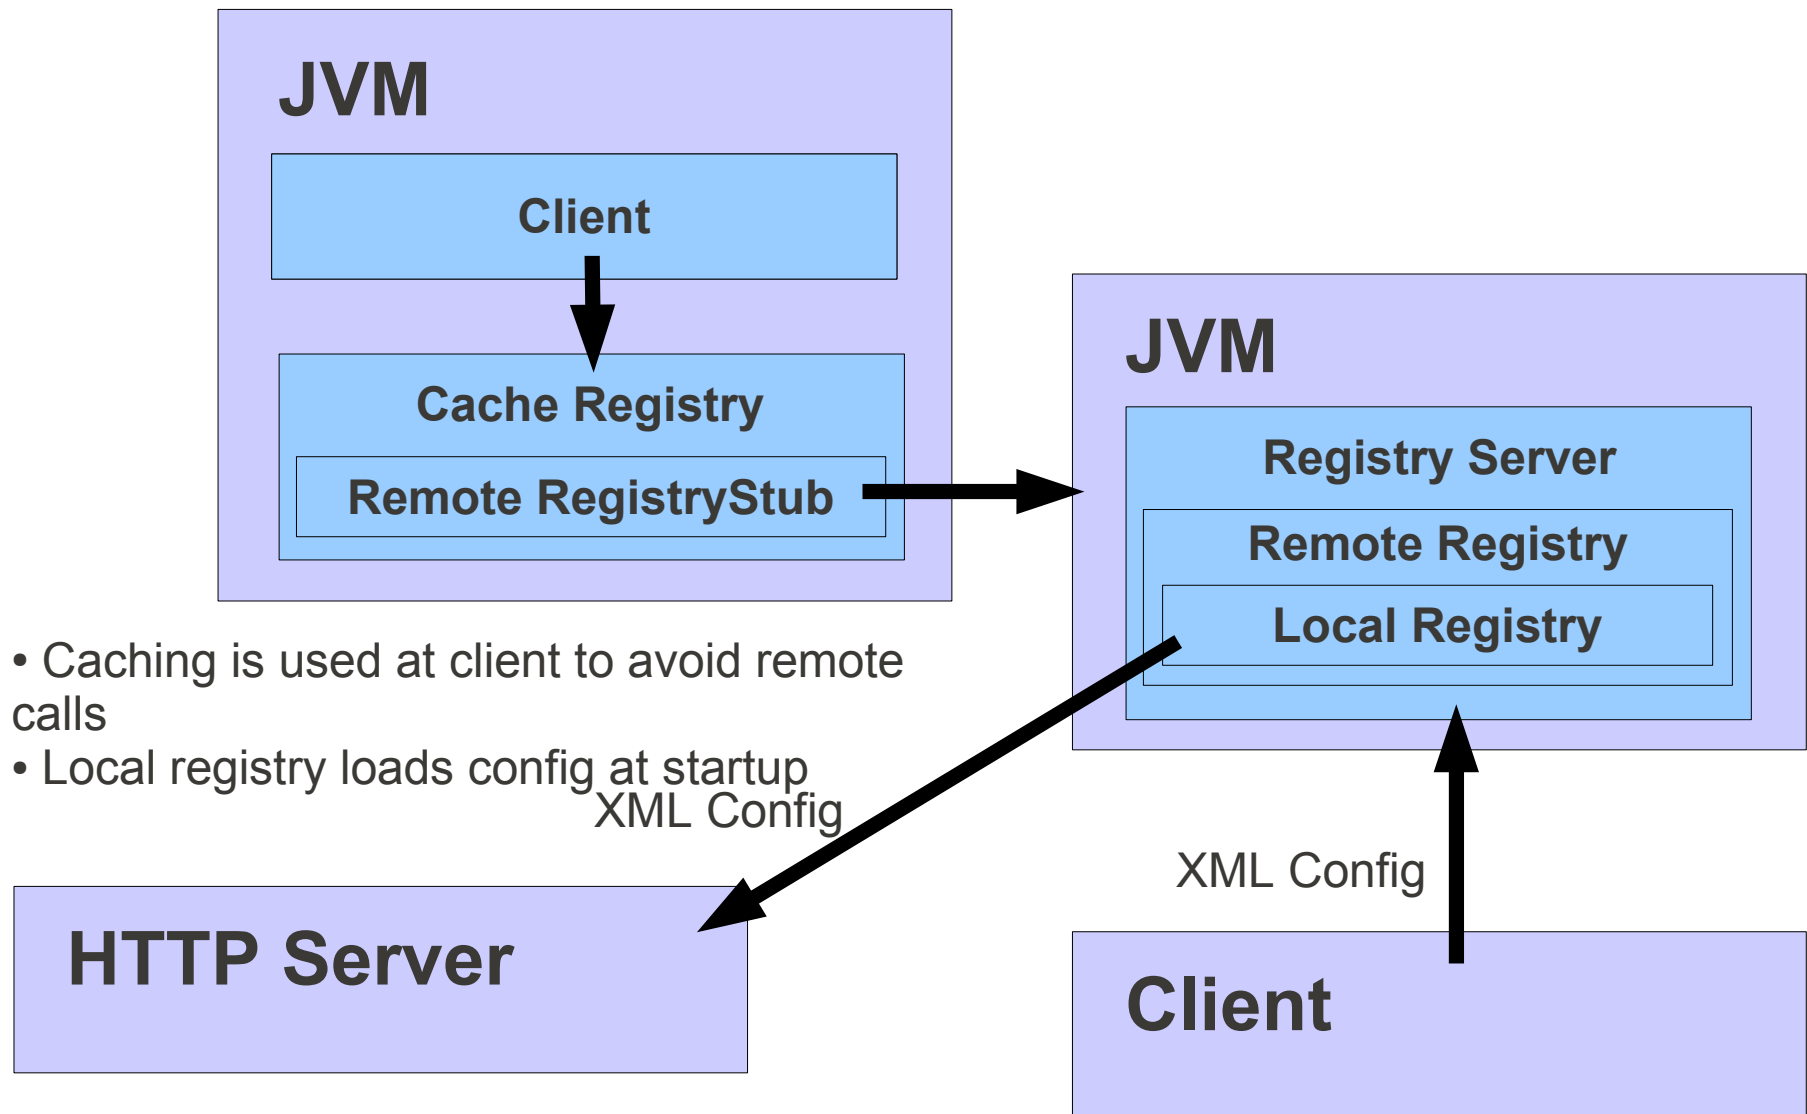 JVM
Client
Cache Registry
Remote RegistryStub
JVM
Registry Server
Remote Registry
Local Registry
• Caching is used at client to avoid remote
calls
• Local registry loads config at startup
XML Config
XML Config
HTTP Server
Client